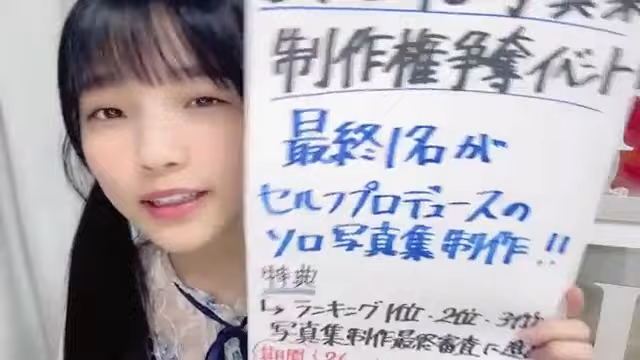 制作権争奪イベント
最終1名が
セルフプロデュースの
ソロ写真集制作!!
特典
↳ランキング1位・2位・3位
写真集制作最終審査に
期間